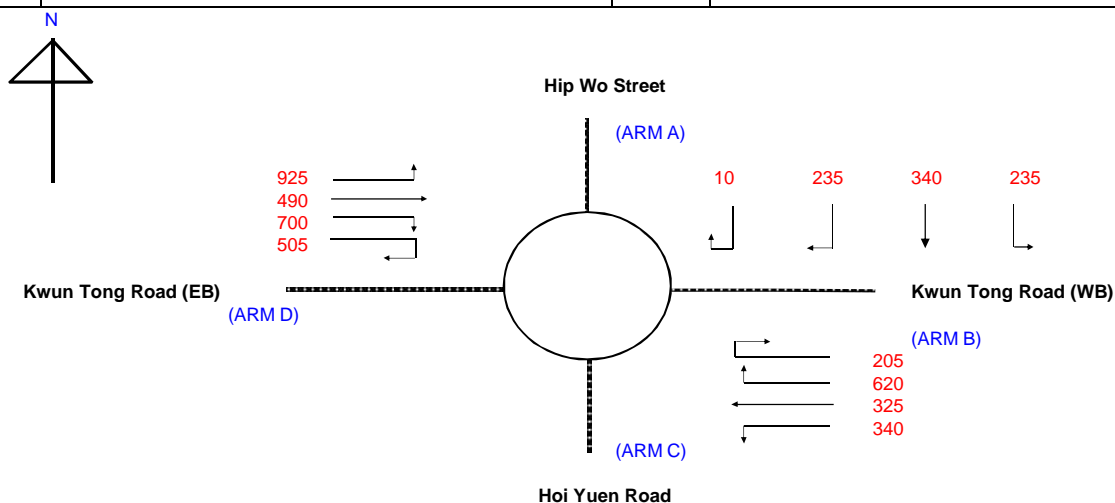 N
Hip Wo Street
(ARM A)
10 235 340 235
925
490
700
505
Kwun Tong Road (EB)
(ARM D)
Kwun Tong Road (WB)
(ARM B)
205
620
325
340
(ARM C)
Hoi Yuen Road